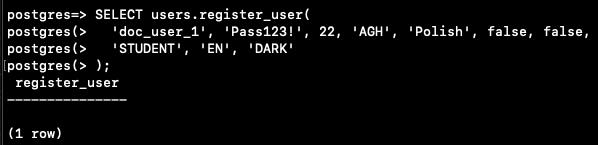 postgres=> SELECT users.register_user(
postgres(>   'doc_user_1', 'Pass123!', 22, 'AGH', 'Polish', false, false,
postgres(>   'STUDENT', 'EN', 'DARK'
postgres(> );
 register_user
---------------

(1 row)